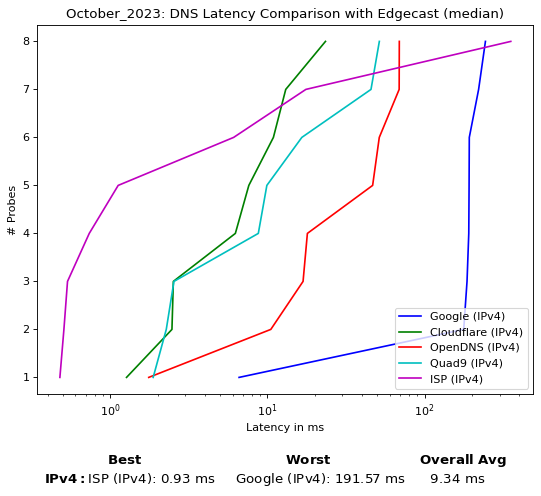 October_2023: DNS Latency Comparison with Edgecast (median)
8
7
6
5
4
3
2
1
# Probes
Google (IPv4)
Cloudflare (IPv4)
OpenDNS (IPv4)
Quad9 (IPv4)
ISP (IPv4)
10^0 10^1 10^2
Latency in ms
Best Worst Overall Avg
IPv4: ISP (IPv4): 0.93 ms Google (IPv4): 191.57 ms 9.34 ms